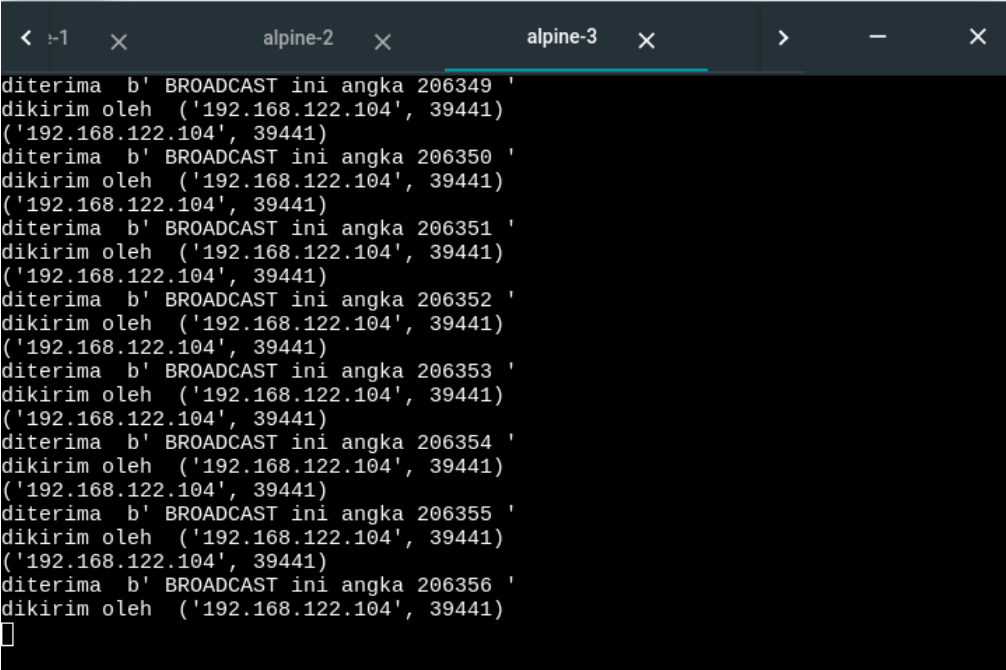 -1
alpine-2
alpine-3
diterima  b' BROADCAST ini angka 206349 '
dikirim oleh  ('192.168.122.104', 39441)
('192.168.122.104', 39441)
diterima  b' BROADCAST ini angka 206350 '
dikirim oleh  ('192.168.122.104', 39441)
('192.168.122.104', 39441)
diterima  b' BROADCAST ini angka 206351 '
dikirim oleh  ('192.168.122.104', 39441)
('192.168.122.104', 39441)
diterima  b' BROADCAST ini angka 206352 '
dikirim oleh  ('192.168.122.104', 39441)
('192.168.122.104', 39441)
diterima  b' BROADCAST ini angka 206353 '
dikirim oleh  ('192.168.122.104', 39441)
('192.168.122.104', 39441)
diterima  b' BROADCAST ini angka 206354 '
dikirim oleh  ('192.168.122.104', 39441)
('192.168.122.104', 39441)
diterima  b' BROADCAST ini angka 206355 '
dikirim oleh  ('192.168.122.104', 39441)
('192.168.122.104', 39441)
diterima  b' BROADCAST ini angka 206356 '
dikirim oleh  ('192.168.122.104', 39441)